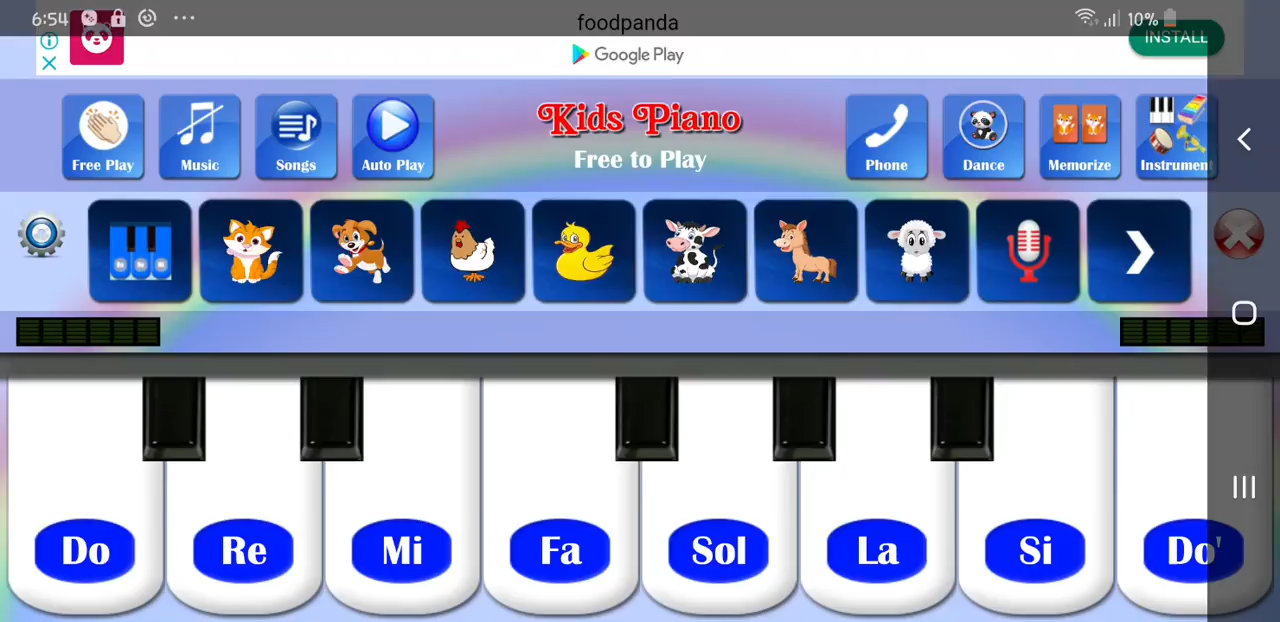 6:54
10%
foodpanda
INSTALL
Google Play
Kids Piano
Free to Play
Free Play
Music
Songs
Auto Play
Phone
Dance
Memorize
Instrument
Do
Re
Mi
Fa
Sol
La
Si
Do'